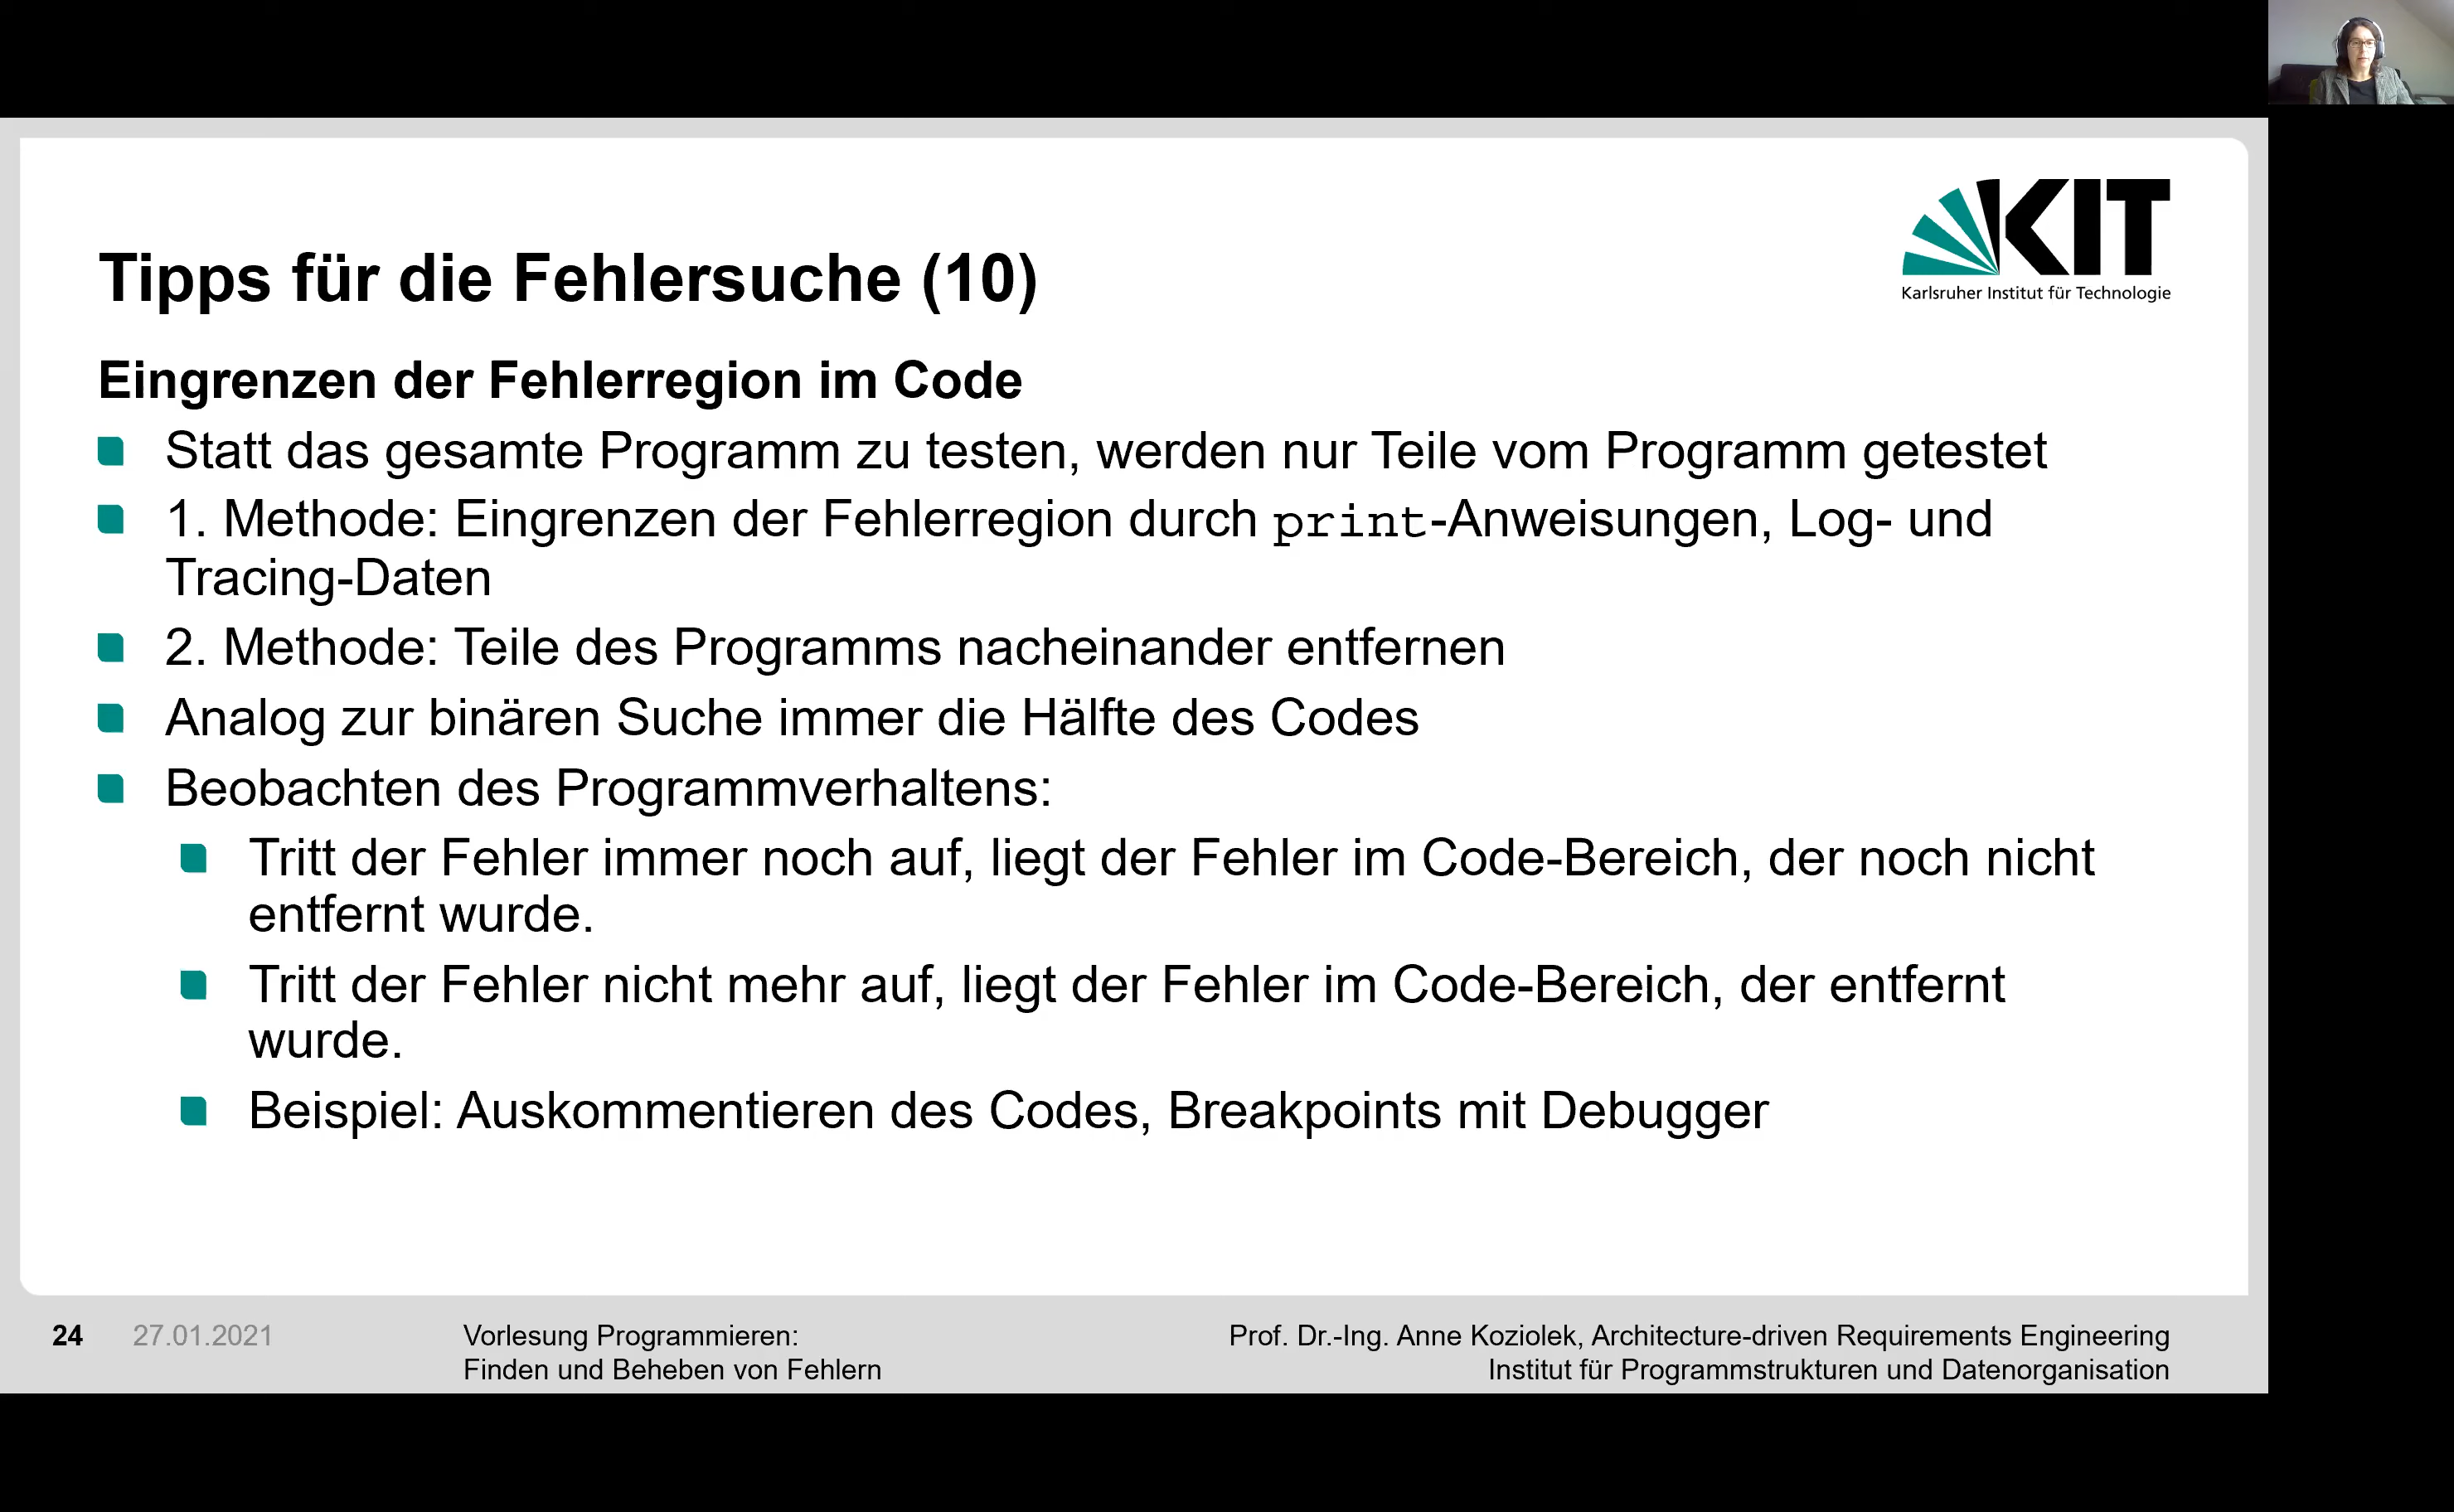 KIT
Karlsruher Institut für Technologie
Tipps für die Fehlersuche (10)
Eingrenzen der Fehlerregion im Code
Statt das gesamte Programm zu testen, werden nur Teile vom Programm getestet
1. Methode: Eingrenzen der Fehlerregion durch print-Anweisungen, Log- und
Tracing-Daten
2. Methode: Teile des Programms nacheinander entfernen
Analog zur binären Suche immer die Hälfte des Codes
Beobachten des Programmverhaltens:
Tritt der Fehler immer noch auf, liegt der Fehler im Code-Bereich, der noch nicht
entfernt wurde.
Tritt der Fehler nicht mehr auf, liegt der Fehler im Code-Bereich, der entfernt
wurde.
Beispiel: Auskommentieren des Codes, Breakpoints mit Debugger
24
27.01.2021
Vorlesung Programmieren:
Finden und Beheben von Fehlern
Prof. Dr.-Ing. Anne Koziolek, Architecture-driven Requirements Engineering
Institut für Programmstrukturen und Datenorganisation